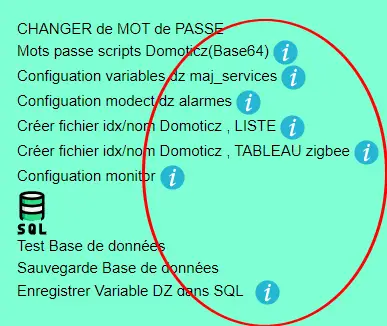 CHANGER de MOT de PASSE
Mots passe scripts Domoticz(Base64) i
Configuation variables dz maj_services i
Configuation modect dz alarmes i
Créer fichier idx/nom Domoticz , LISTE i
Créer fichier idx/nom Domoticz , TABLEAU zigbee i
Configuation monitor i
SQL
Test Base de données
Sauvegarde Base de données
Enregistrer Variable DZ dans SQL i